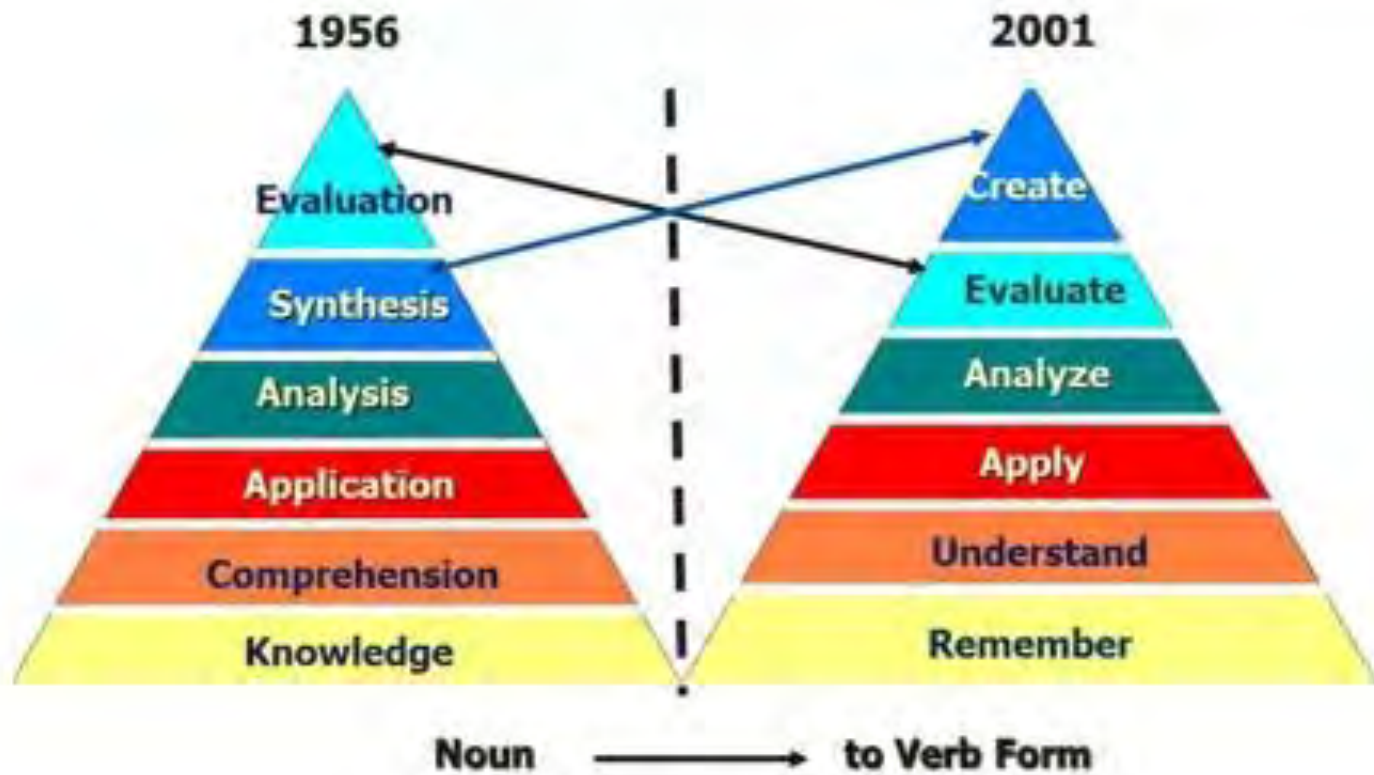 1956
Evaluation
Synthesis
Analysis
Application
Comprehension
Knowledge
2001
Create
Evaluate
Analyze
Apply
Understand
Remember
Noun to Verb Form